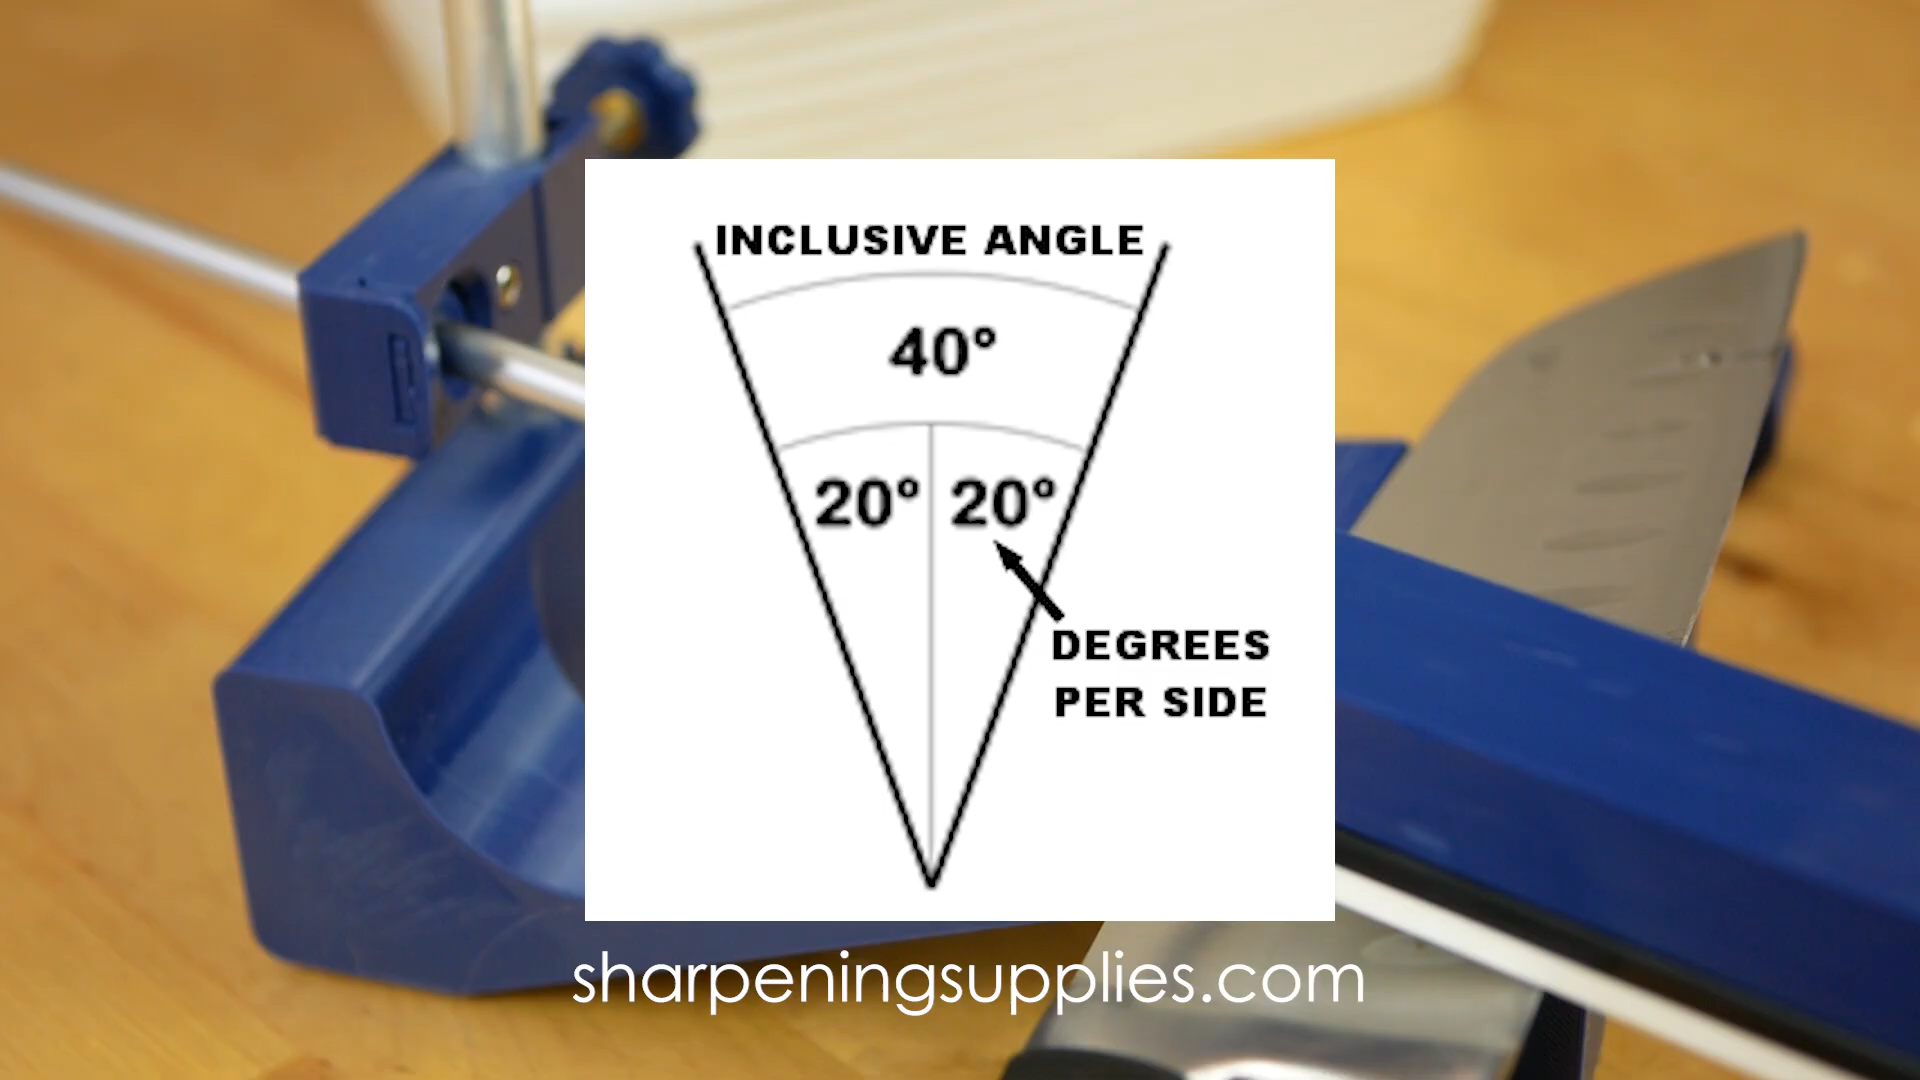 INCLUSIVE ANGLE
40°
20° 20°
DEGREES
PER SIDE
sharpeningsupplies.com